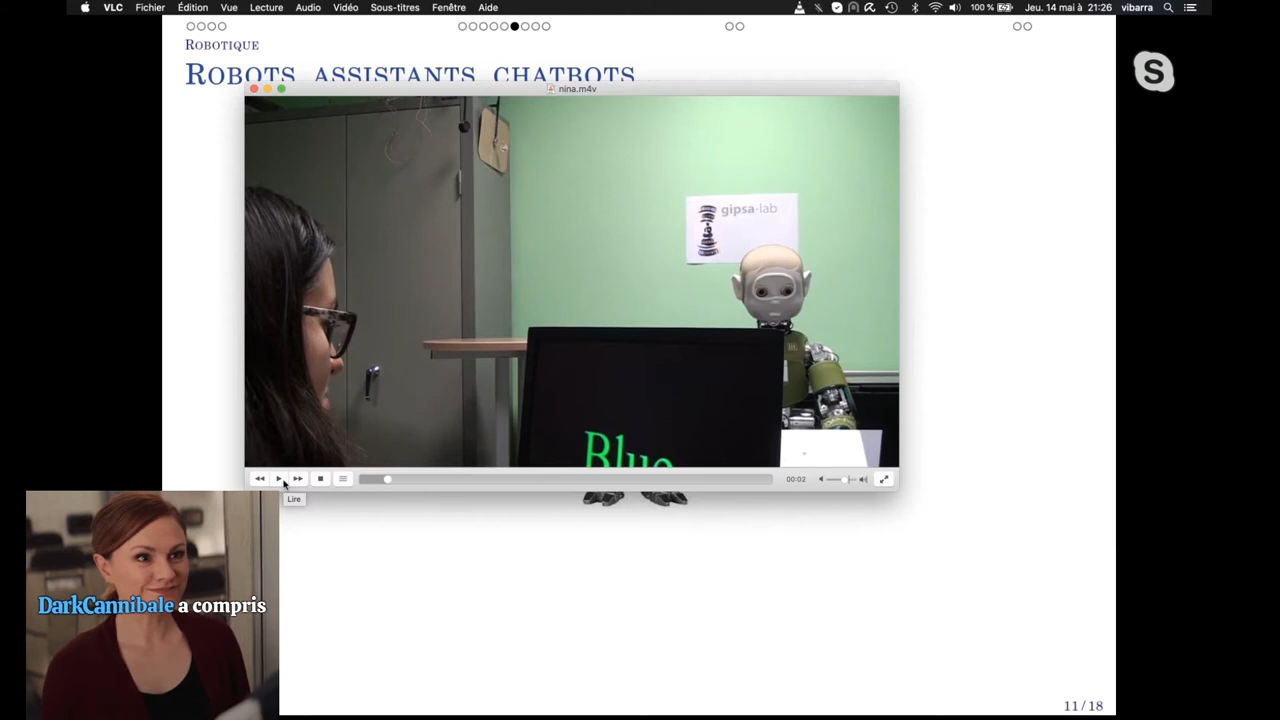 VLC Fichier Édition Vue Lecture Audio Vidéo Sous-titres Fenêtre Aide 100 % Jeu. 14 mai à 21:26 vibarra
Robotique
Robots assistants chatbots
S
nina.m4v
gipsa-lab
Blue
00:02
Lire
DarkCannibale a compris
11 / 18